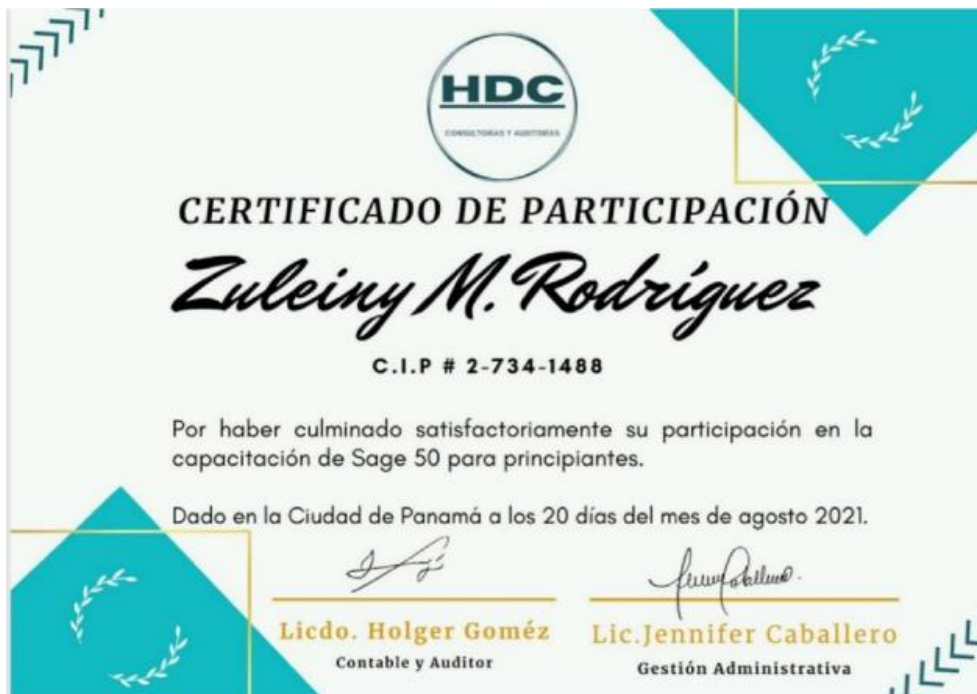 HDC
CONSULTORÍAS Y AUDITORÍAS
CERTIFICADO DE PARTICIPACIÓN
Zuleiny M. Rodríguez
C.I.P # 2-734-1488
Por haber culminado satisfactoriamente su participación en la
capacitación de Sage 50 para principiantes.
Dado en la Ciudad de Panamá a los 20 días del mes de agosto 2021.
Licdo. Holger Goméz
Contable y Auditor
Lic.Jennifer Caballero
Gestión Administrativa